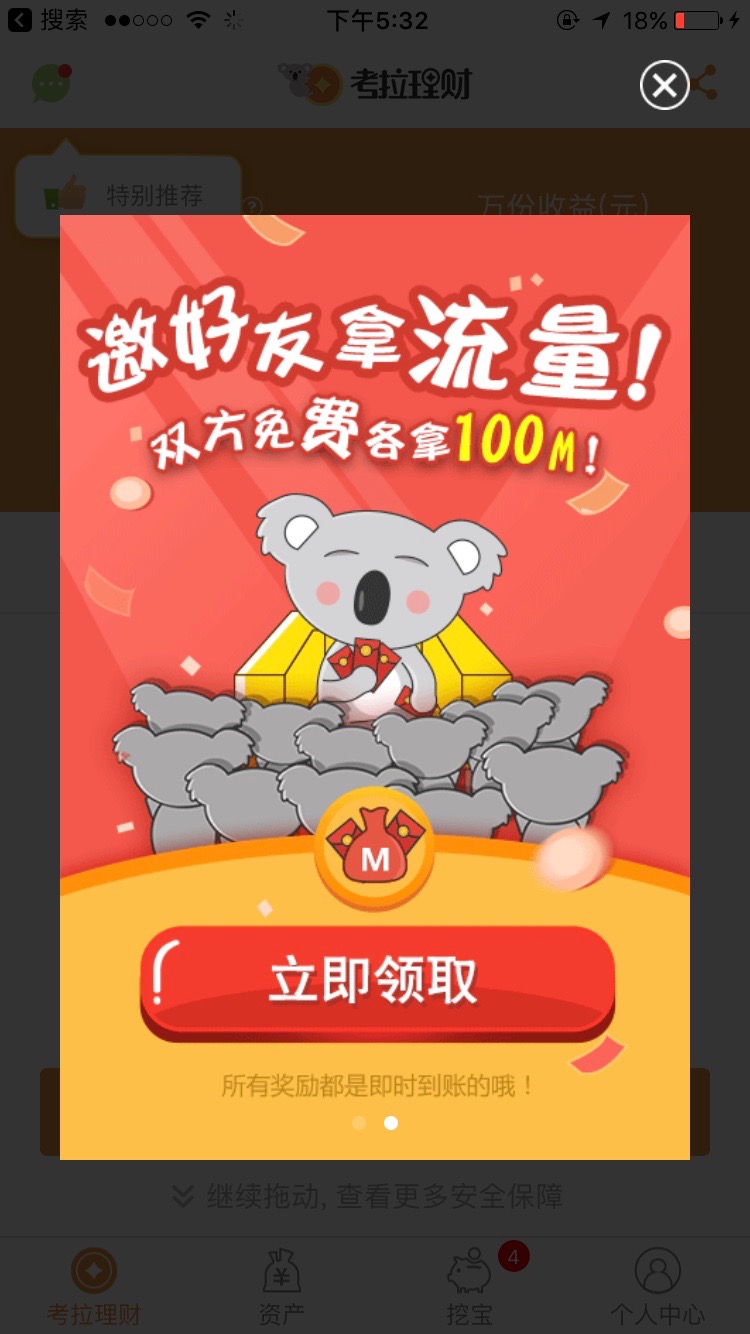 搜索 下午5:32 18%
考拉理财
特别推荐 ?
万份收益(元)
邀好友拿流量!
双方免费各拿100M!
M
立即领取
所有奖励都是即时到账的哦！
继续拖动, 查看更多安全保障
4
考拉理财 资产 挖宝 个人中心